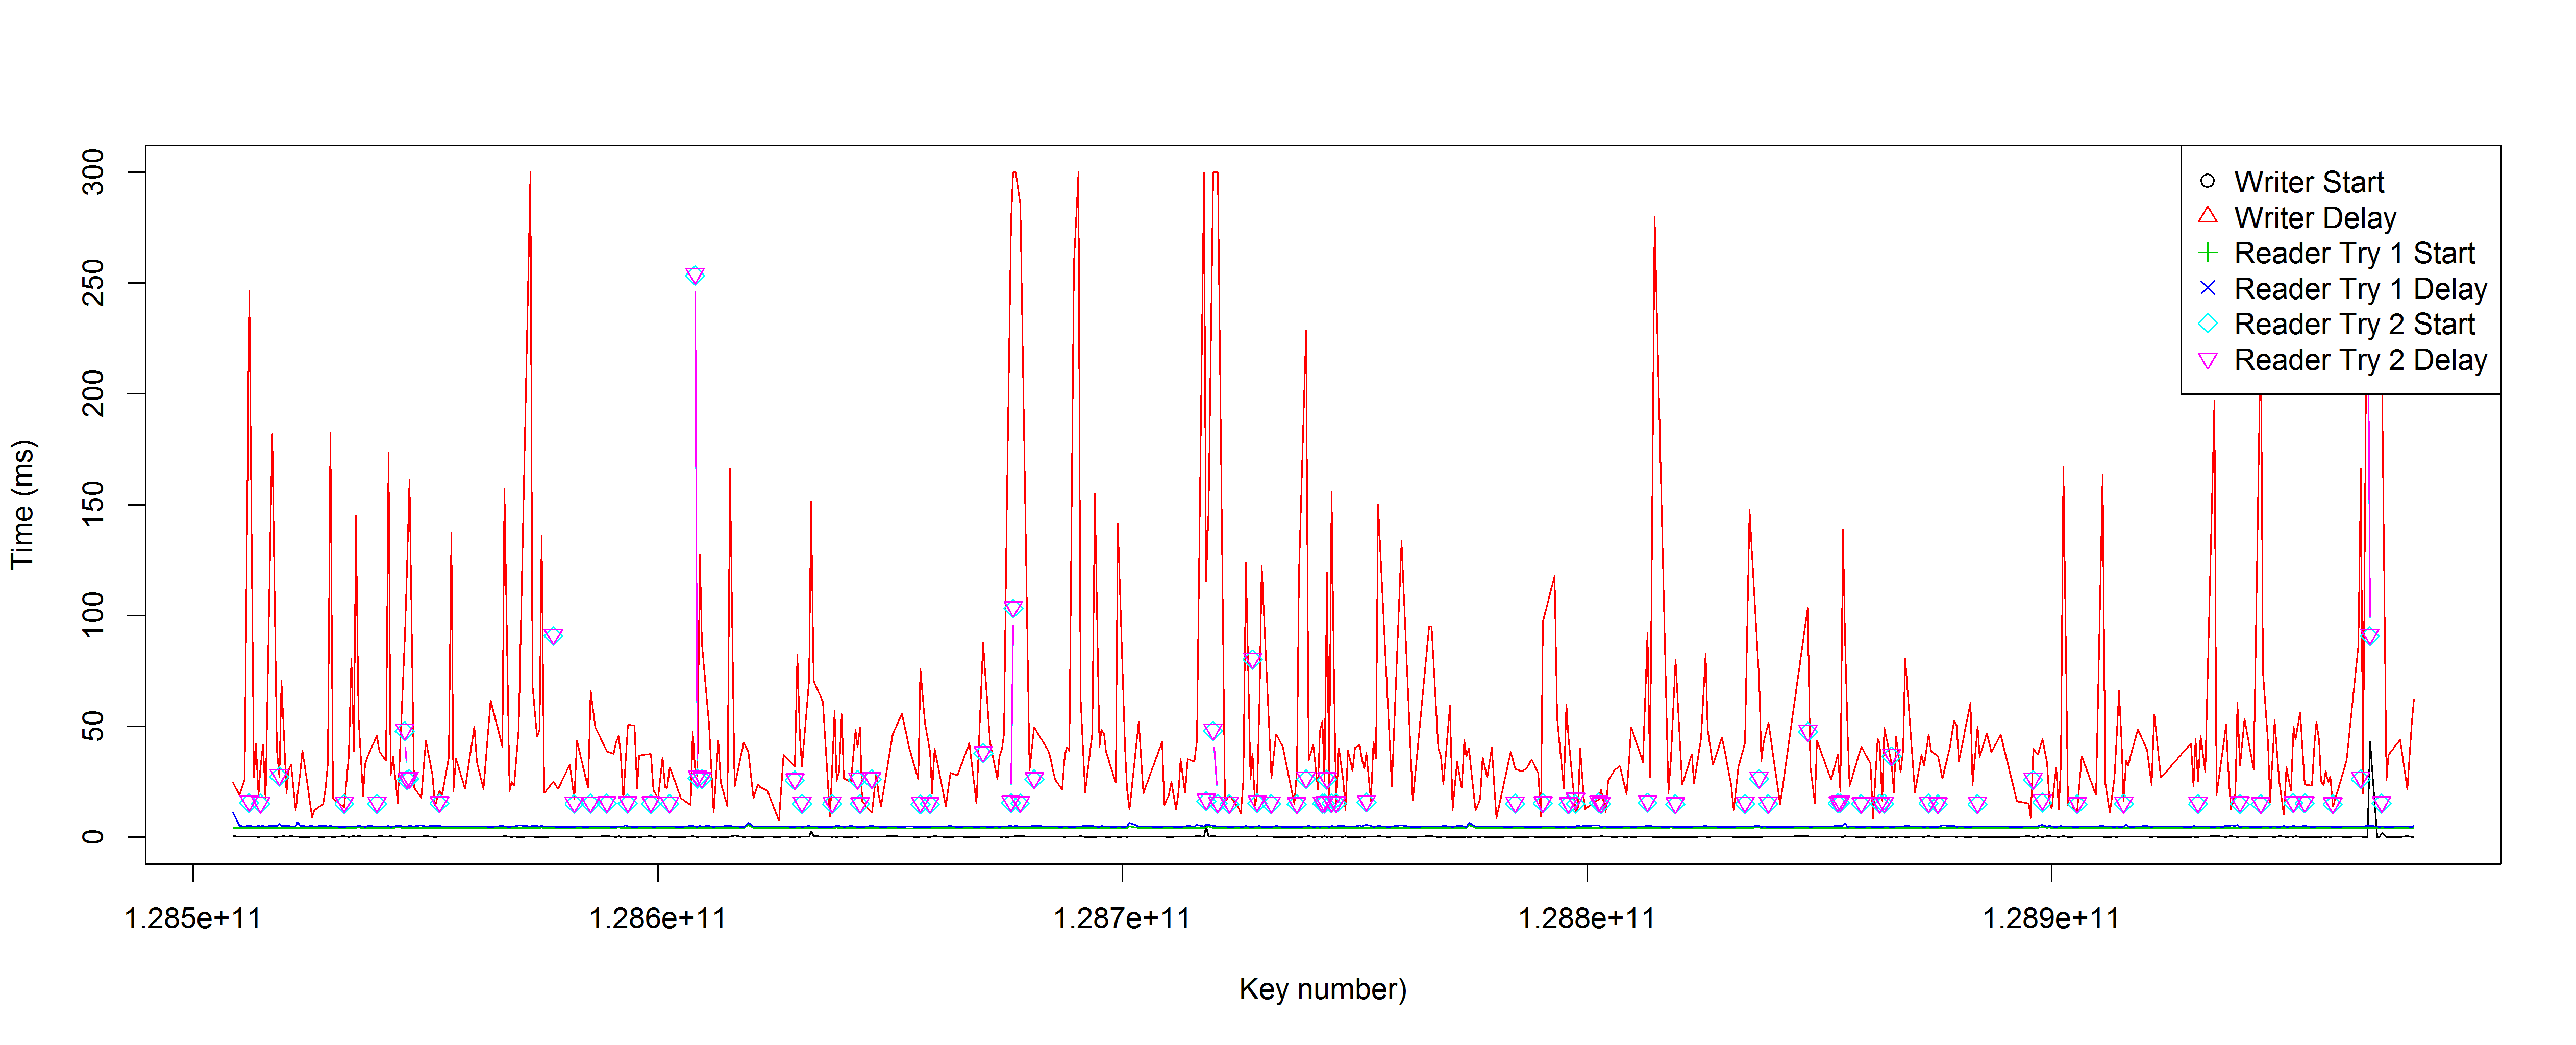 300
250
200
150
100
50
0
Time (ms)
1.285e+11 1.286e+11 1.287e+11 1.288e+11 1.289e+11
Key number)
Writer Start
Writer Delay
Reader Try 1 Start
Reader Try 1 Delay
Reader Try 2 Start
Reader Try 2 Delay